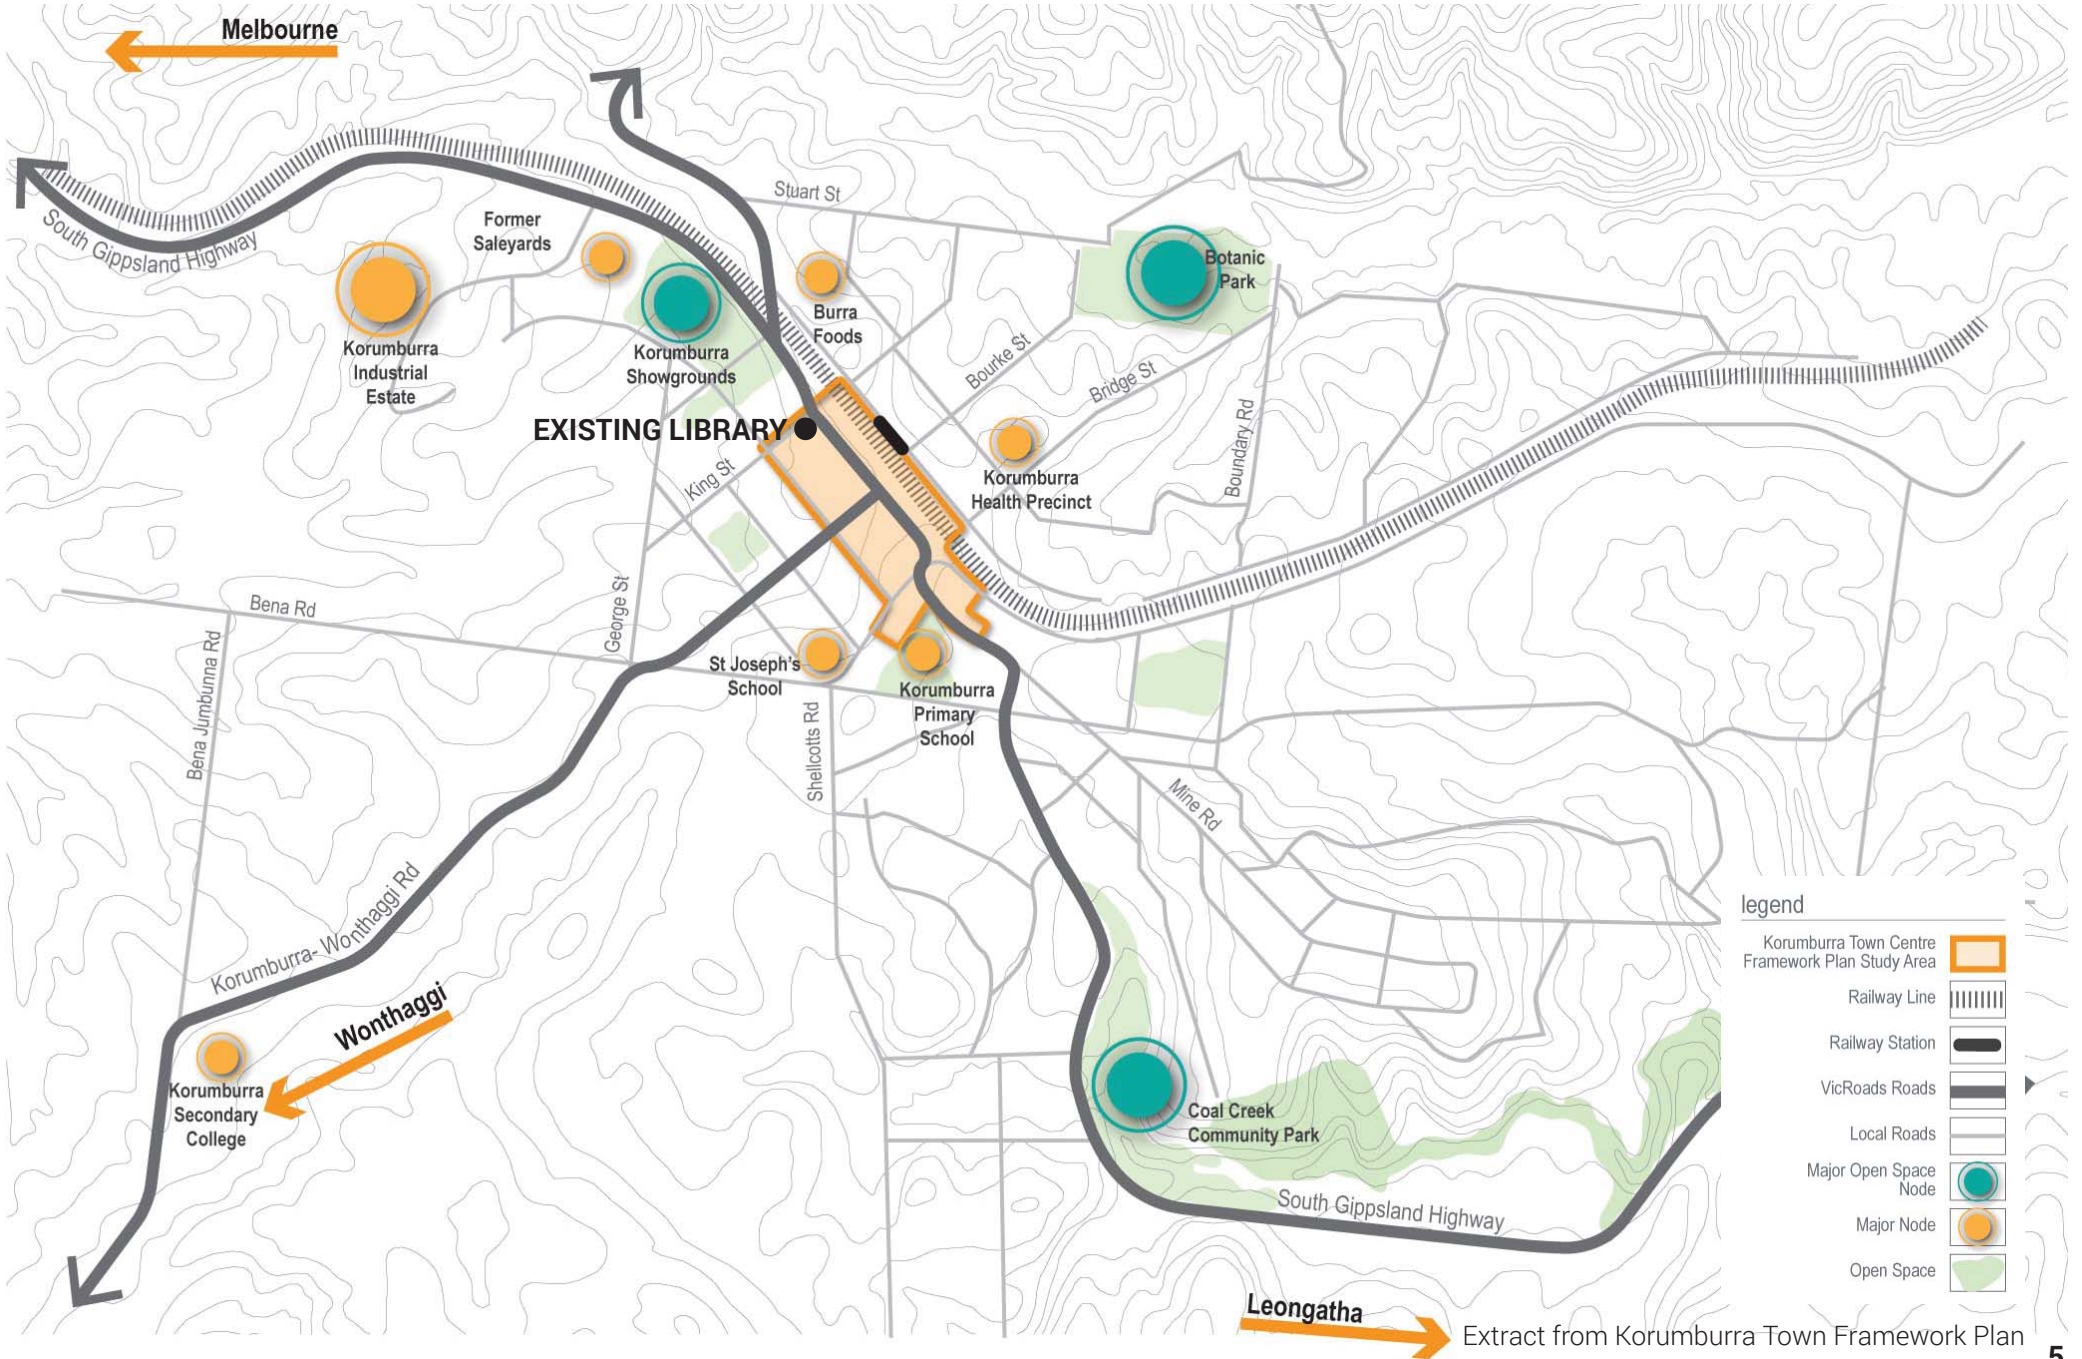 Melbourne
Stuart St
South Gippsland Highway
Former
Saleyards
Botanic
Park
Burra
Foods
Korumburra
Industrial
Estate
Korumburra
Showgrounds
Bourke St
Bridge St
EXISTING LIBRARY
Boundary Rd
King St
Korumburra
Health Precinct
George St
Bena Rd
Bena Jumbunna Rd
St Joseph's
School
Korumburra
Primary
School
Shellcotts Rd
Mine Rd
Korumburra- Wonthaggi Rd
Wonthaggi
Korumburra
Secondary
College
Coal Creek
Community Park
South Gippsland Highway
legend
Korumburra Town Centre
Framework Plan Study Area
Railway Line
Railway Station
VicRoads Roads
Local Roads
Major Open Space
Node
Major Node
Open Space
Leongatha
Extract from Korumburra Town Framework Plan
5